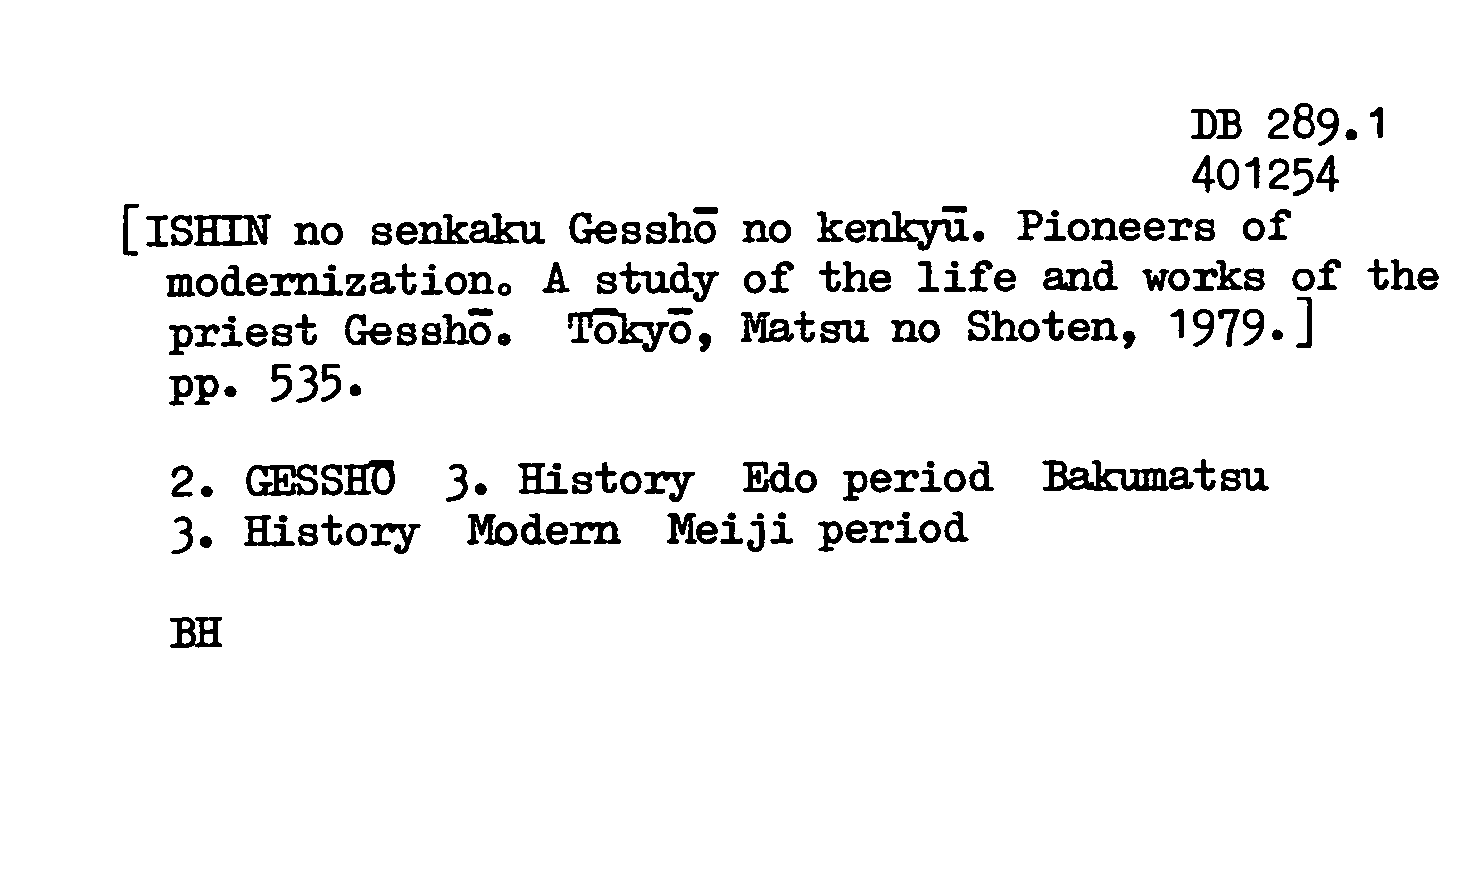 DB 289.1
401254
[ISHIN no senkaku Gesshō no kenkyū. Pioneers of
modernization. A study of the life and works of the
priest Gesshō. Tōkyō, Matsu no Shoten, 1979.]
pp. 535.
2. GESSHŌ 3. History Edo period Bakumatsu
3. History Modern Meiji period
BH